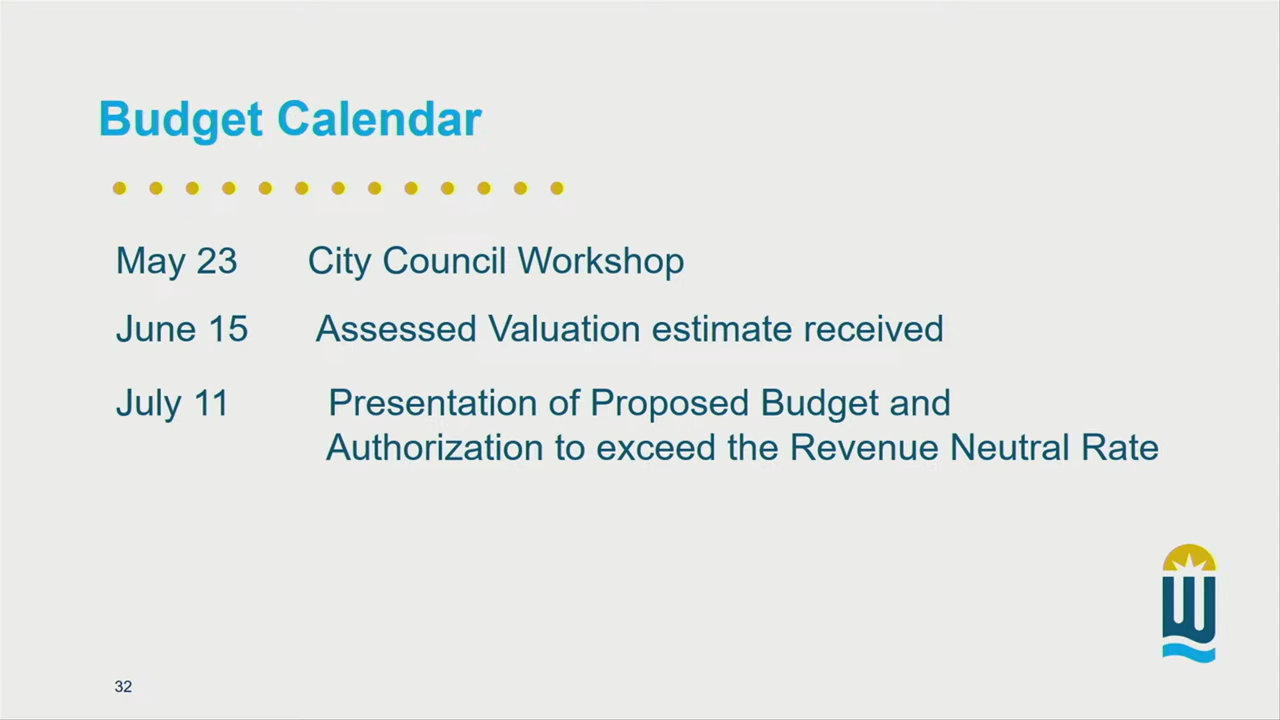 Budget Calendar
May 23 City Council Workshop
June 15 Assessed Valuation estimate received
July 11 Presentation of Proposed Budget and
Authorization to exceed the Revenue Neutral Rate
W
32